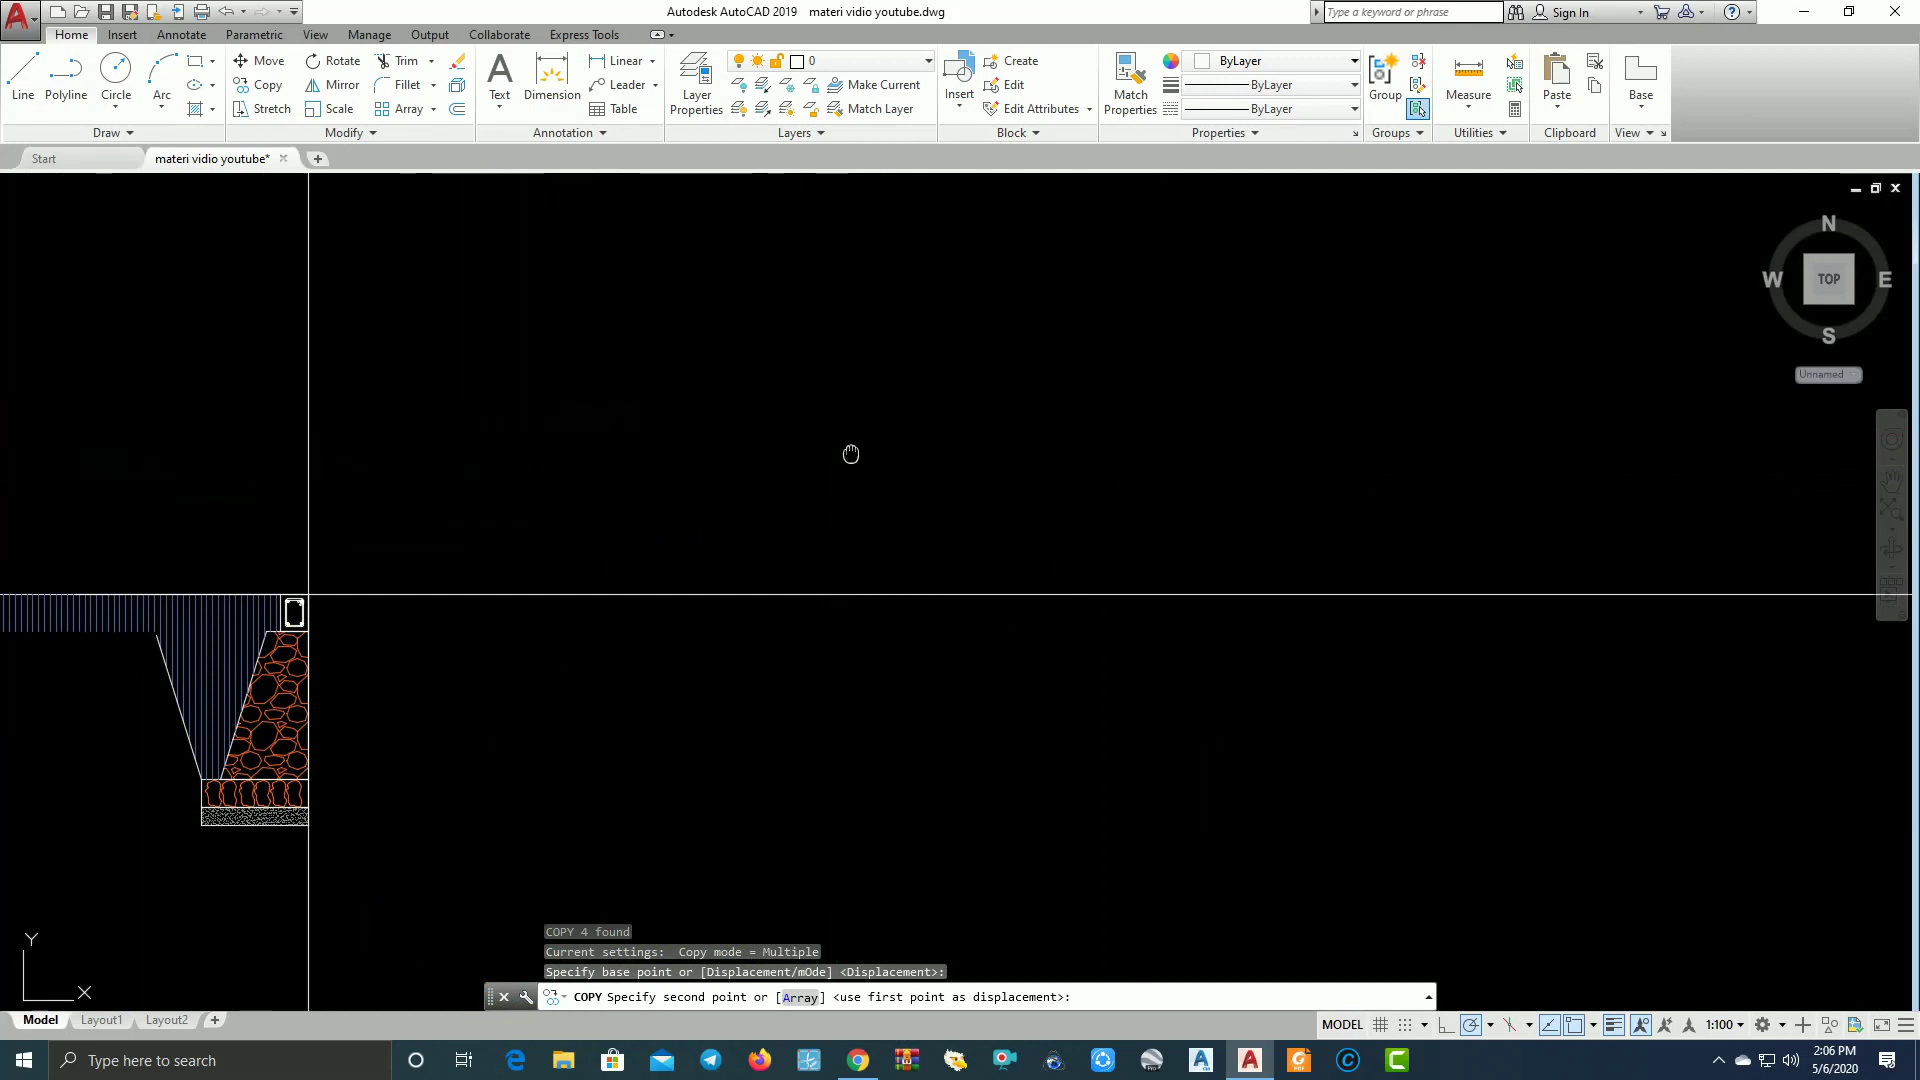 Autodesk AutoCAD 2019 materi vidio youtube.dwg
Type a keyword or phrase
Sign In
Home Insert Annotate Parametric View Manage Output Collaborate Express Tools
Line Polyline Circle Arc
Move Rotate Trim
Copy Mirror Fillet
Stretch Scale Array
Text Dimension
Linear
Leader
Table
Layer Properties
0
Make Current
Match Layer
Insert
Create
Edit
Edit Attributes
Match Properties
ByLayer
ByLayer
ByLayer
Group
Measure
Paste
Base
Draw Modify Annotation Layers Block Properties Groups Utilities Clipboard View
Start materi vidio youtube*
N
W TOP E
S
Unnamed
Y
X
COPY 4 found
Current settings:  Copy mode = Multiple
Specify base point or [Displacement/mOde] <Displacement>:
COPY Specify second point or [Array] <use first point as displacement>:
Model Layout1 Layout2
MODEL 1:100
Type here to search
2:06 PM
5/6/2020